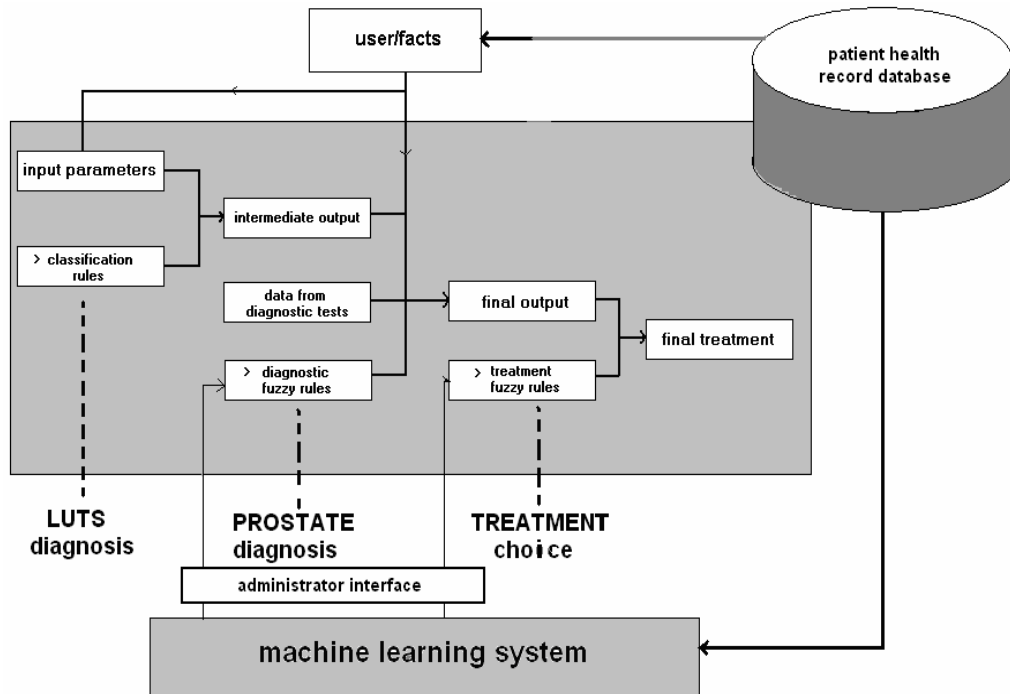 user/facts
patient health
record database
input parameters
intermediate output
> classification
rules
data from
diagnostic tests
final output
final treatment
> diagnostic
fuzzy rules
> treatment
fuzzy rules
LUTS
diagnosis
PROSTATE
diagnosis
TREATMENT
choice
administrator interface
machine learning system